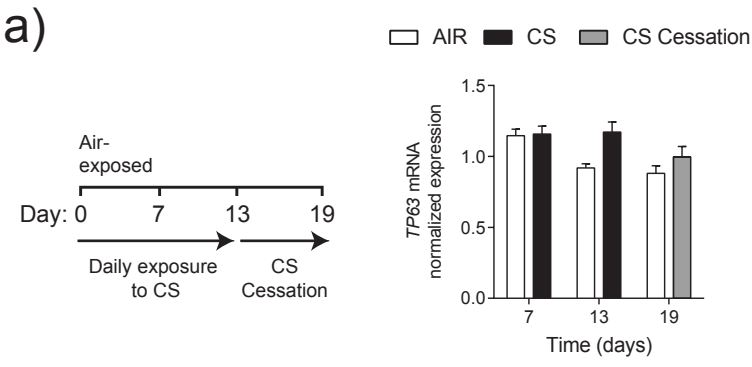 a)
AIR CS CS Cessation
Air-
exposed
Day: 0 7 13 19
Daily exposure
to CS
CS
Cessation
TP63 mRNA
normalized expression
1.5
1.0
0.5
0.0
7 13 19
Time (days)